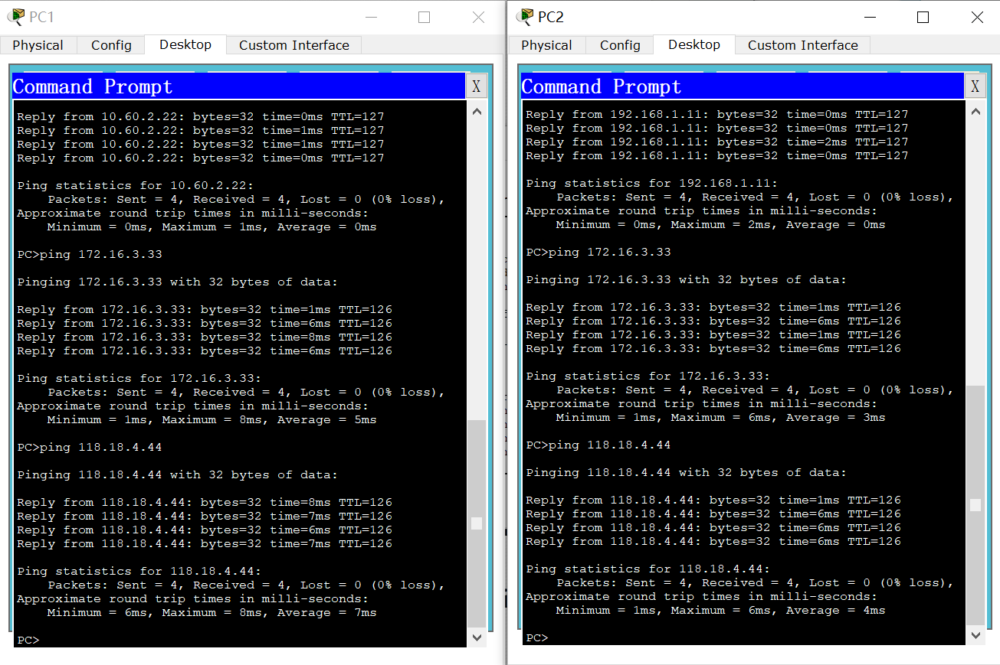 PC1
Physical Config Desktop Custom Interface
Command Prompt X
Reply from 10.60.2.22: bytes=32 time=0ms TTL=127
Reply from 10.60.2.22: bytes=32 time=1ms TTL=127
Reply from 10.60.2.22: bytes=32 time=1ms TTL=127
Reply from 10.60.2.22: bytes=32 time=0ms TTL=127
Ping statistics for 10.60.2.22:
Packets: Sent = 4, Received = 4, Lost = 0 (0% loss),
Approximate round trip times in milli-seconds:
Minimum = 0ms, Maximum = 1ms, Average = 0ms
PC>ping 172.16.3.33
Pinging 172.16.3.33 with 32 bytes of data:
Reply from 172.16.3.33: bytes=32 time=1ms TTL=126
Reply from 172.16.3.33: bytes=32 time=6ms TTL=126
Reply from 172.16.3.33: bytes=32 time=8ms TTL=126
Reply from 172.16.3.33: bytes=32 time=6ms TTL=126
Ping statistics for 172.16.3.33:
Packets: Sent = 4, Received = 4, Lost = 0 (0% loss),
Approximate round trip times in milli-seconds:
Minimum = 1ms, Maximum = 8ms, Average = 5ms
PC>ping 118.18.4.44
Pinging 118.18.4.44 with 32 bytes of data:
Reply from 118.18.4.44: bytes=32 time=8ms TTL=126
Reply from 118.18.4.44: bytes=32 time=7ms TTL=126
Reply from 118.18.4.44: bytes=32 time=6ms TTL=126
Reply from 118.18.4.44: bytes=32 time=7ms TTL=126
Ping statistics for 118.18.4.44:
Packets: Sent = 4, Received = 4, Lost = 0 (0% loss),
Approximate round trip times in milli-seconds:
Minimum = 6ms, Maximum = 8ms, Average = 7ms
PC>
PC2
Physical Config Desktop Custom Interface
Command Prompt X
Reply from 192.168.1.11: bytes=32 time=0ms TTL=127
Reply from 192.168.1.11: bytes=32 time=0ms TTL=127
Reply from 192.168.1.11: bytes=32 time=2ms TTL=127
Reply from 192.168.1.11: bytes=32 time=0ms TTL=127
Ping statistics for 192.168.1.11:
Packets: Sent = 4, Received = 4, Lost = 0 (0% loss),
Approximate round trip times in milli-seconds:
Minimum = 0ms, Maximum = 2ms, Average = 0ms
PC>ping 172.16.3.33
Pinging 172.16.3.33 with 32 bytes of data:
Reply from 172.16.3.33: bytes=32 time=1ms TTL=126
Reply from 172.16.3.33: bytes=32 time=6ms TTL=126
Reply from 172.16.3.33: bytes=32 time=1ms TTL=126
Reply from 172.16.3.33: bytes=32 time=6ms TTL=126
Ping statistics for 172.16.3.33:
Packets: Sent = 4, Received = 4, Lost = 0 (0% loss),
Approximate round trip times in milli-seconds:
Minimum = 1ms, Maximum = 6ms, Average = 3ms
PC>ping 118.18.4.44
Pinging 118.18.4.44 with 32 bytes of data:
Reply from 118.18.4.44: bytes=32 time=1ms TTL=126
Reply from 118.18.4.44: bytes=32 time=6ms TTL=126
Reply from 118.18.4.44: bytes=32 time=6ms TTL=126
Reply from 118.18.4.44: bytes=32 time=6ms TTL=126
Ping statistics for 118.18.4.44:
Packets: Sent = 4, Received = 4, Lost = 0 (0% loss),
Approximate round trip times in milli-seconds:
Minimum = 1ms, Maximum = 6ms, Average = 4ms
PC>